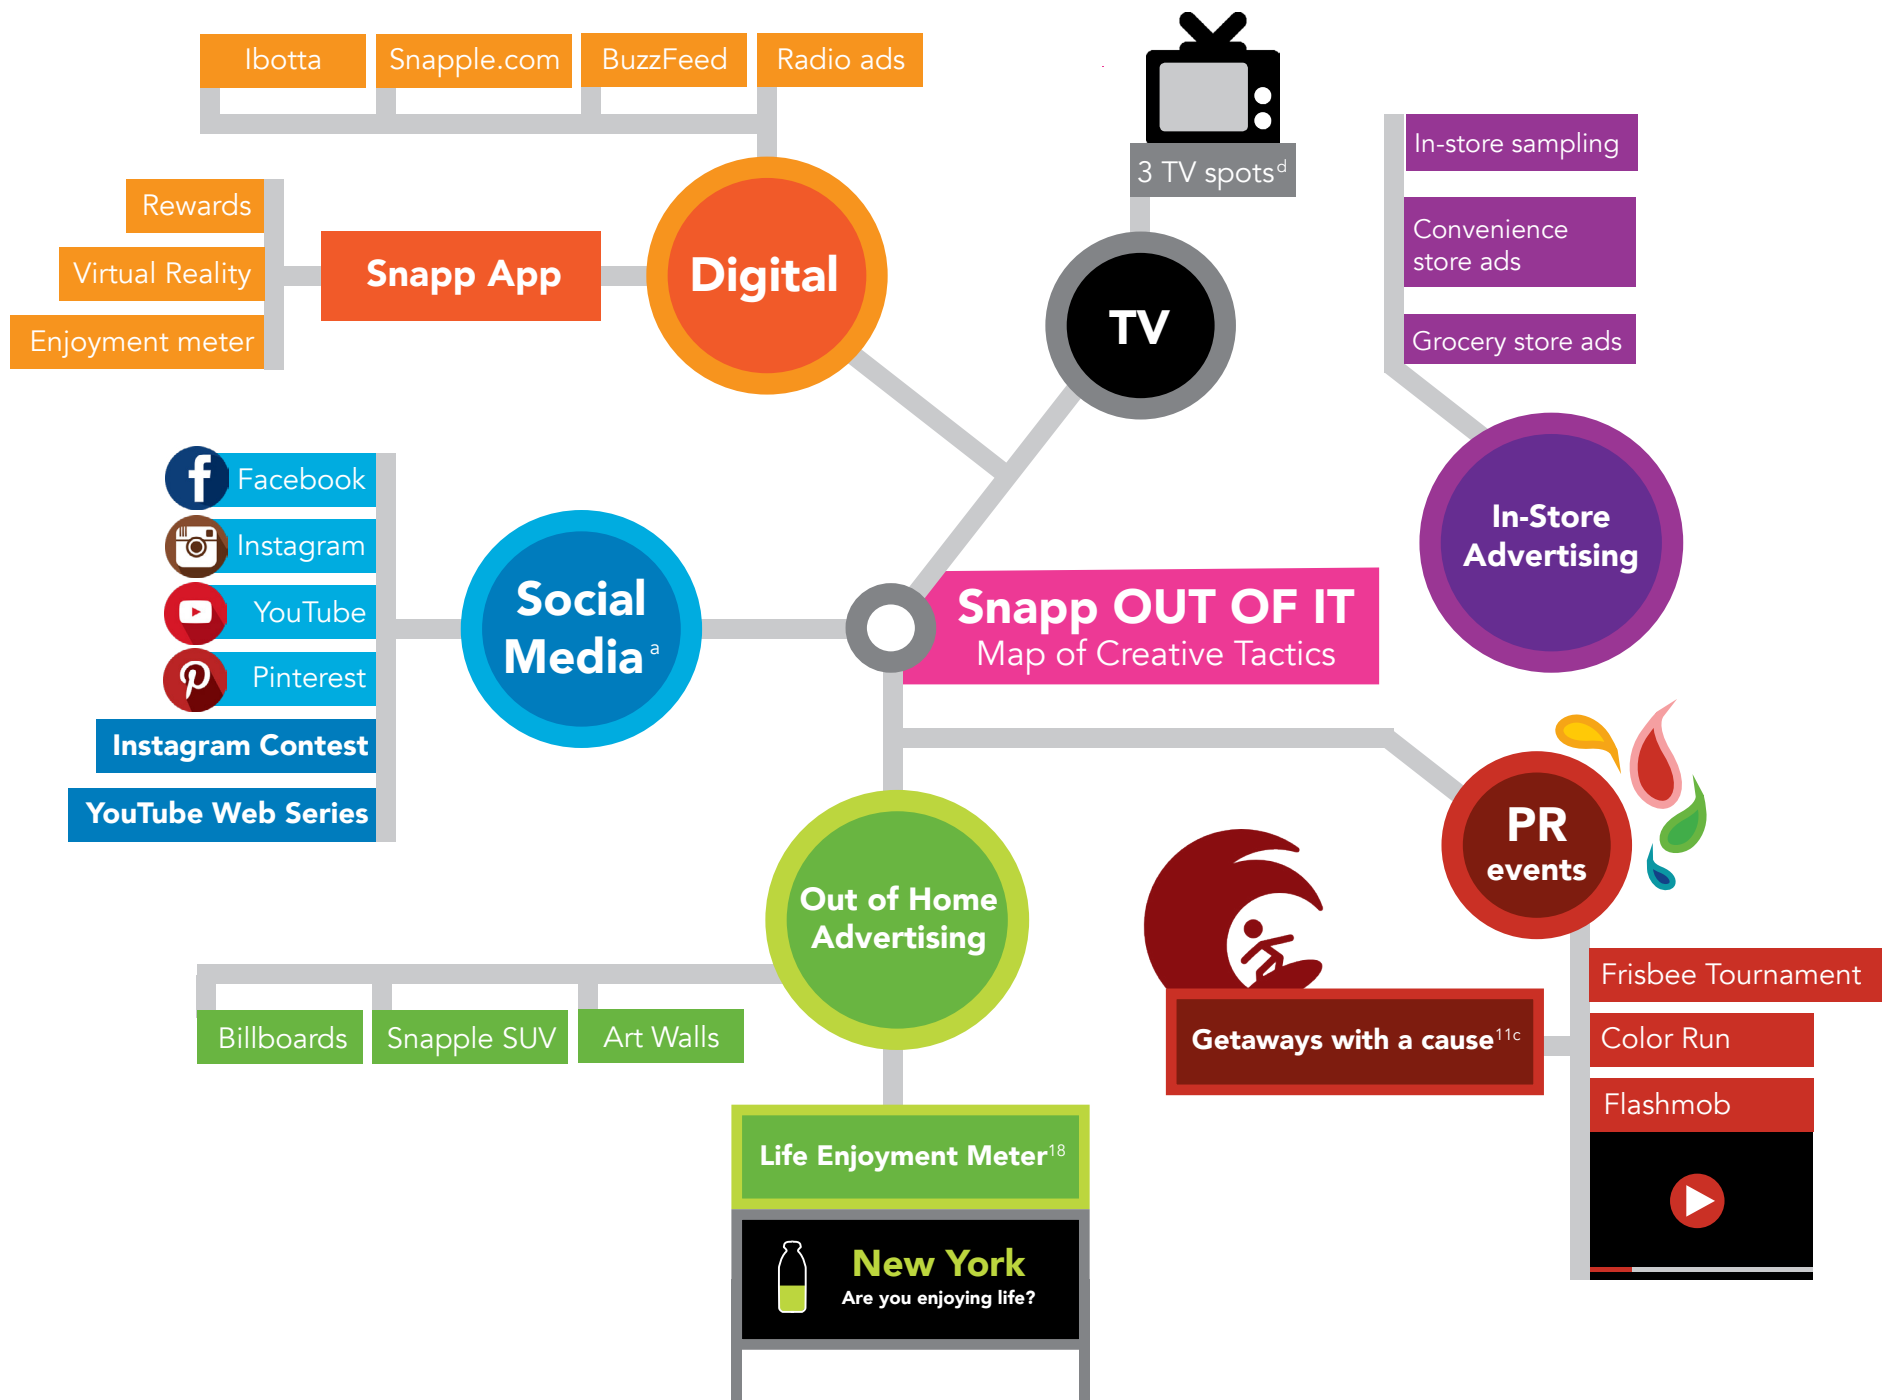 Ibotta
Snapple.com
BuzzFeed
Radio ads
Rewards
Virtual Reality
Enjoyment meter
Snapp App
Digital
3 TV spotsᵈ
TV
In-store sampling
Convenience
store ads
Grocery store ads
In-Store
Advertising
Facebook
Instagram
YouTube
Pinterest
Instagram Contest
YouTube Web Series
Social
Mediaᵃ
Snapp OUT OF IT
Map of Creative Tactics
PR
events
Out of Home
Advertising
Billboards
Snapple SUV
Art Walls
Getaways with a cause¹¹ᶜ
Frisbee Tournament
Color Run
Flashmob
Life Enjoyment Meter¹⁸
New York
Are you enjoying life?